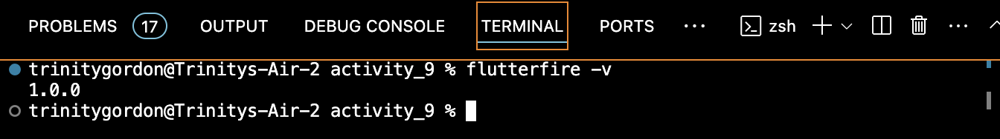 PROBLEMS 17 OUTPUT DEBUG CONSOLE TERMINAL PORTS ... zsh ...
trinitygordon@Trinitys-Air-2 activity_9 % flutterfire -v
1.0.0
trinitygordon@Trinitys-Air-2 activity_9 %